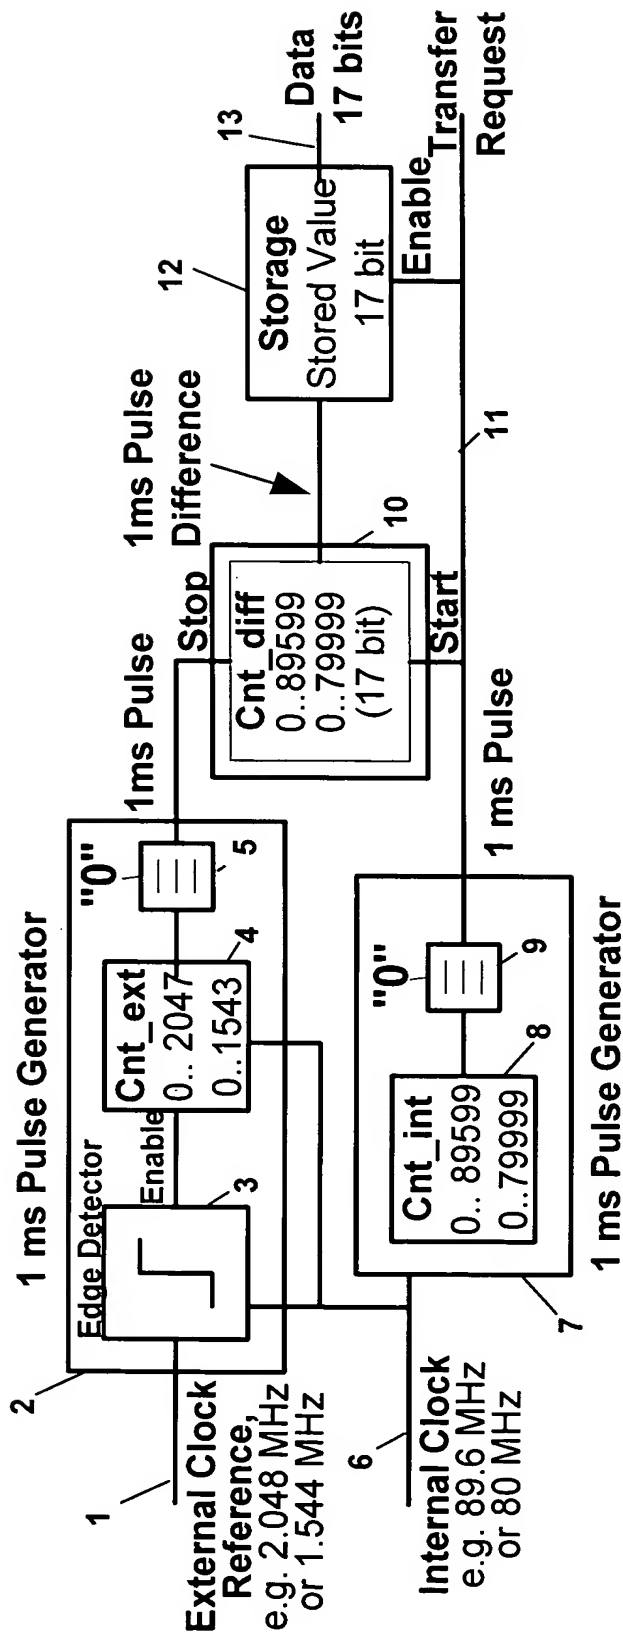 1 ms Pulse Generator
2
Edge Detector
Enable
3
Cnt_ext
0.. 2047
0..1543
4
"0"
5
1
External Clock
Reference,
e.g. 2.048 MHz
or 1.544 MHz
1ms Pulse
Stop
Cnt_diff
0..89599
0..79999
(17 bit)
Start
10
1ms Pulse
Difference
12
Storage
Stored Value
17 bit
13
Data
17 bits
Enable
Transfer
Request
11
6
Internal Clock
e.g. 89.6 MHz
or 80 MHz
Cnt_int
0.. 89599
0..79999
8
"0"
9
1 ms Pulse
7
1 ms Pulse Generator